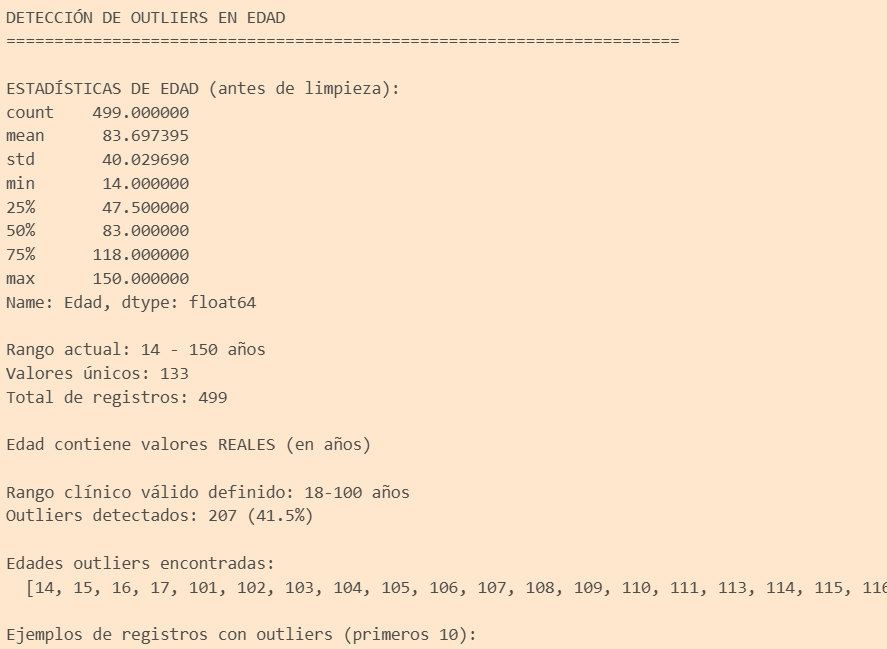 DETECCIÓN DE OUTLIERS EN EDAD
======================================================================
ESTADÍSTICAS DE EDAD (antes de limpieza):
count    499.000000
mean      83.697395
std       40.029690
min       14.000000
25%       47.500000
50%       83.000000
75%      118.000000
max      150.000000
Name: Edad, dtype: float64
Rango actual: 14 - 150 años
Valores únicos: 133
Total de registros: 499
Edad contiene valores REALES (en años)
Rango clínico válido definido: 18-100 años
Outliers detectados: 207 (41.5%)
Edades outliers encontradas:
[14, 15, 16, 17, 101, 102, 103, 104, 105, 106, 107, 108, 109, 110, 111, 113, 114, 115, 116
Ejemplos de registros con outliers (primeros 10):